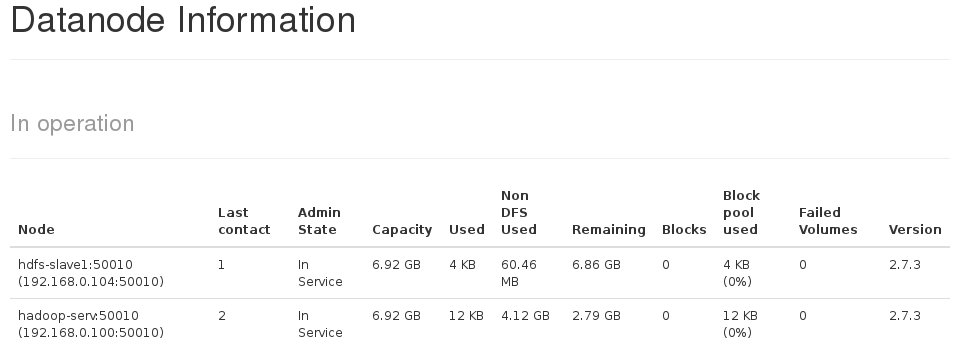 Datanode Information
In operation
Node Last contact Admin State Capacity Used Non DFS Used Remaining Blocks Block pool used Failed Volumes Version
hdfs-slave1:50010 (192.168.0.104:50010) 1 In Service 6.92 GB 4 KB 60.46 MB 6.86 GB 0 4 KB (0%) 0 2.7.3
hadoop-serv:50010 (192.168.0.100:50010) 2 In Service 6.92 GB 12 KB 4.12 GB 2.79 GB 0 12 KB (0%) 0 2.7.3